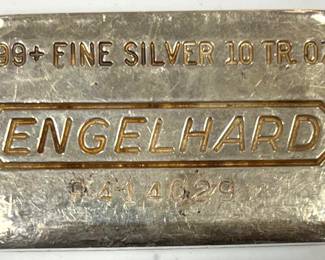 99+ FINE SILVER 10 TR. OZ
ENGELHARD
P414029